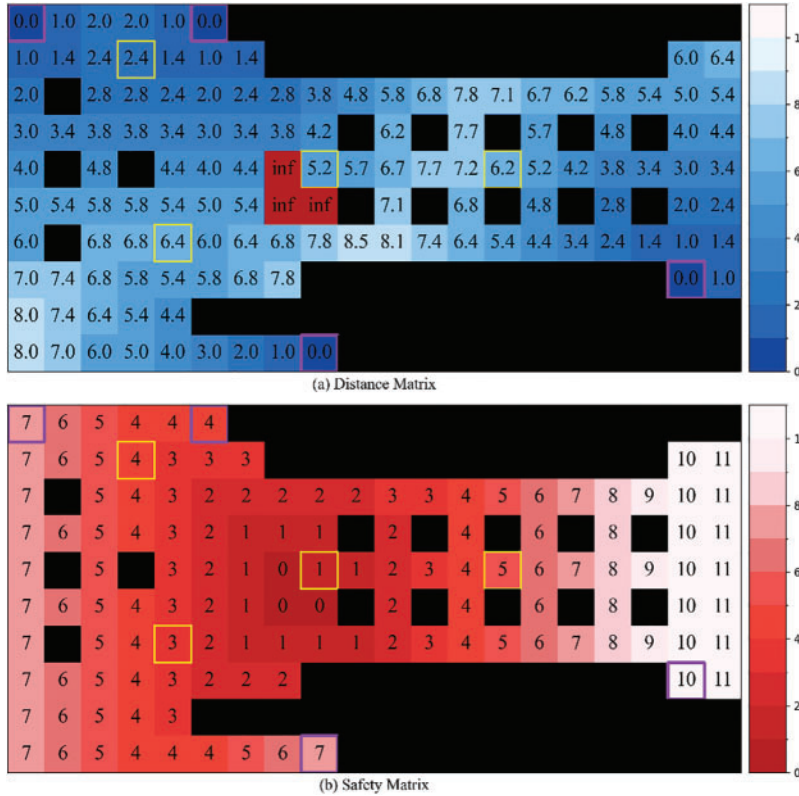 0.0 1.0 2.0 2.0 1.0 0.0
1.0 1.4 2.4 2.4 1.4 1.0 1.4 6.0 6.4
2.0 2.8 2.8 2.4 2.0 2.4 2.8 3.8 4.8 5.8 6.8 7.8 7.1 6.7 6.2 5.8 5.4 5.0 5.4
3.0 3.4 3.8 3.8 3.4 3.0 3.4 3.8 4.2 6.2 7.7 5.7 4.8 4.0 4.4
4.0 4.8 4.4 4.0 4.4 inf 5.2 5.7 6.7 7.7 7.2 6.2 5.2 4.2 3.8 3.4 3.0 3.4
5.0 5.4 5.8 5.8 5.4 5.0 5.4 inf inf 7.1 6.8 4.8 2.8 2.0 2.4
6.0 6.8 6.8 6.4 6.0 6.4 6.8 7.8 8.5 8.1 7.4 6.4 5.4 4.4 3.4 2.4 1.4 1.0 1.4
7.0 7.4 6.8 5.8 5.4 5.8 6.8 7.8 0.0 1.0
8.0 7.4 6.4 5.4 4.4
8.0 7.0 6.0 5.0 4.0 3.0 2.0 1.0 0.0
10
8
6
4
2
0
(a) Distance Matrix
7 6 5 4 4 4
7 6 5 4 3 3 3 10 11
7 5 4 3 2 2 2 2 2 3 3 4 5 6 7 8 9 10 11
7 6 5 4 3 2 1 1 1 2 4 6 8 10 11
7 5 3 2 1 0 1 1 2 3 4 5 6 7 8 9 10 11
7 6 5 4 3 2 1 0 0 2 4 6 8 10 11
7 5 4 3 2 1 1 1 1 2 3 4 5 6 7 8 9 10 11
7 6 5 4 3 2 2 2 10 11
7 6 5 4 3
7 6 5 4 4 4 5 6 7
10
8
6
4
2
0
(b) Safety Matrix